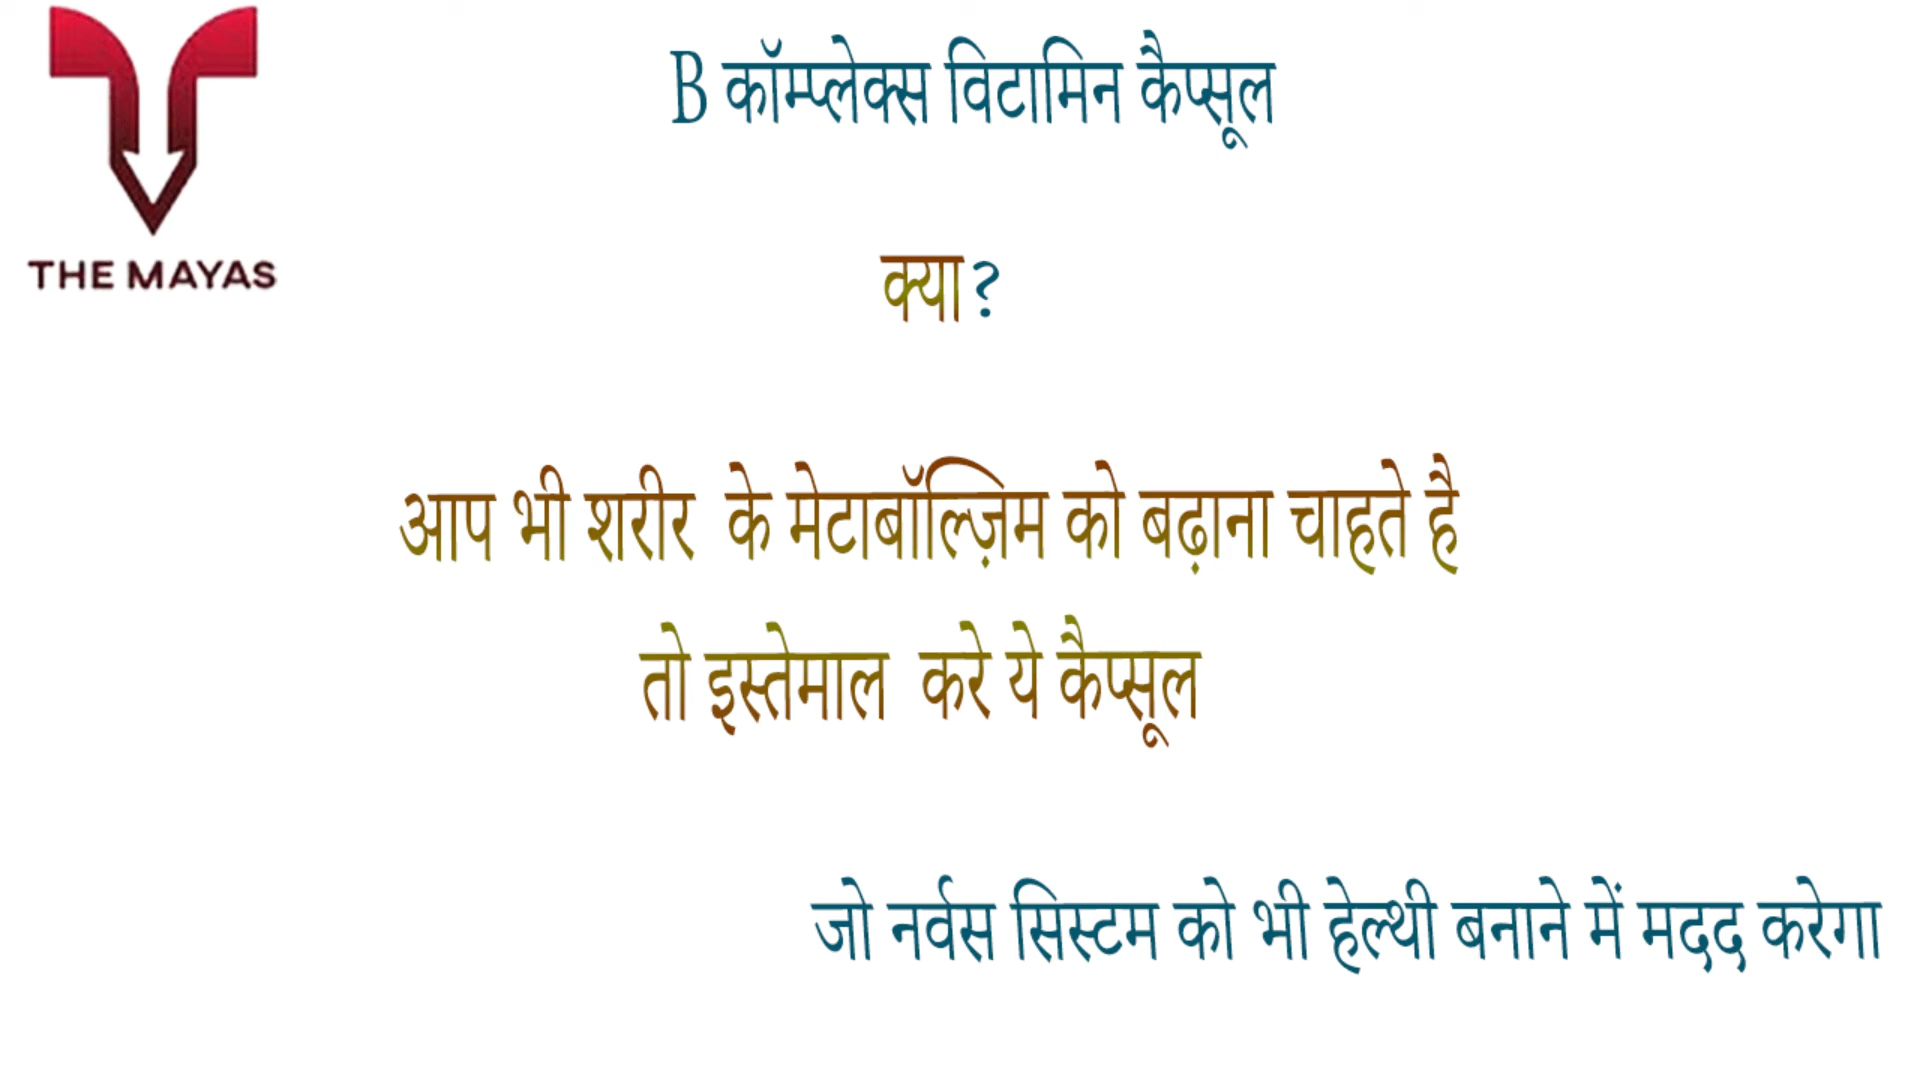 B कॉम्प्लेक्स विटामिन कैप्सूल
THE MAYAS
क्या?
आप भी शरीर के मेटाबॉल्ज़िम को बढ़ाना चाहते है
तो इस्तेमाल करे ये कैप्सूल
जो नर्वस सिस्टम को भी हेल्थी बनाने में मदद करेगा